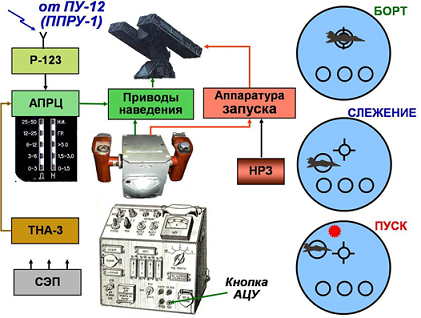 от ПУ-12
(ППРУ-1)
Р-123
АПРЦ
25-50 Н.И.
12-25 ГР.
6-12 >3.0
3-6 1,5-3,0
0-3 0-1,5
Д Н
ТНА-3
СЭП
Приводы
наведения
Аппаратура
запуска
НРЗ
Кнопка
АЦУ
БОРТ
СЛЕЖЕНИЕ
ПУСК